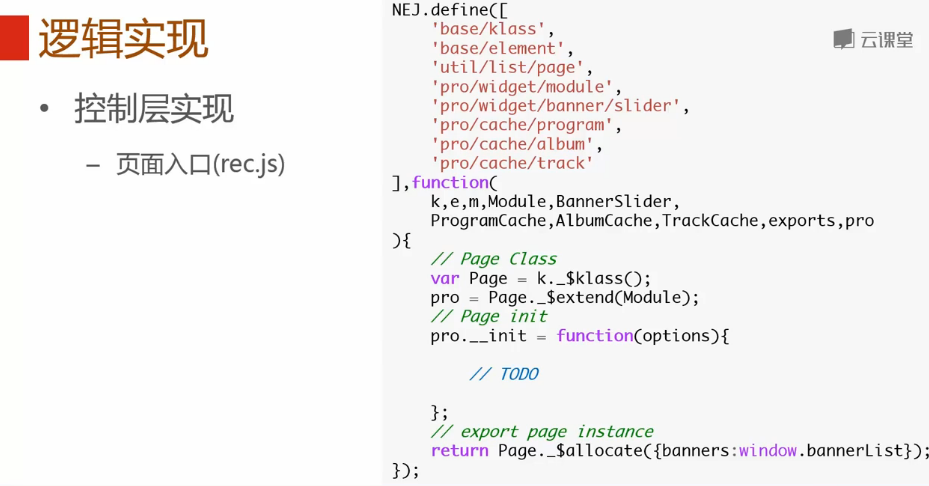 逻辑实现
• 控制层实现
– 页面入口(rec.js)
云课堂
NEJ.define([
    'base/klass',
    'base/element',
    'util/list/page',
    'pro/widget/module',
    'pro/widget/banner/slider',
    'pro/cache/program',
    'pro/cache/album',
    'pro/cache/track'
],function(
    k,e,m,Module,BannerSlider,
    ProgramCache,AlbumCache,TrackCache,exports,pro
){
    // Page Class
    var Page = k._$klass();
    pro = Page._$extend(Module);
    // Page init
    pro.__init = function(options){
        // TODO
    };
    // export page instance
    return Page._$allocate({banners:window.bannerList});
});